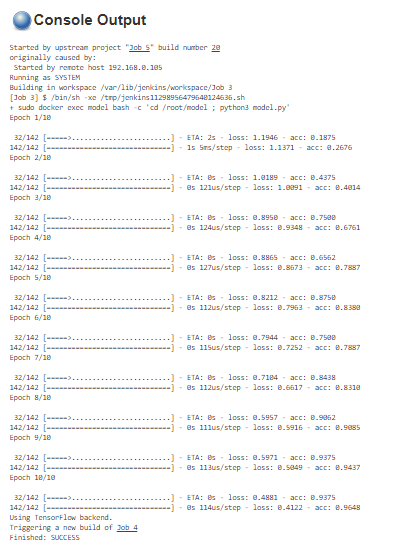 Console Output
Started by upstream project "Job 5" build number 20
originally caused by:
Started by remote host 192.168.0.105
Running as SYSTEM
Building in workspace /var/lib/jenkins/workspace/Job 3
[Job 3] $ /bin/sh -xe /tmp/jenkins11298956479640124636.sh
+ sudo docker exec model bash -c 'cd /root/model ; python3 model.py'
Epoch 1/10
32/142 [=====>........................] - ETA: 2s - loss: 1.1946 - acc: 0.1875
142/142 [==============================] - 1s 5ms/step - loss: 1.1371 - acc: 0.2676
Epoch 2/10
32/142 [=====>........................] - ETA: 0s - loss: 1.0189 - acc: 0.4375
142/142 [==============================] - 0s 121us/step - loss: 1.0091 - acc: 0.4014
Epoch 3/10
32/142 [=====>........................] - ETA: 0s - loss: 0.8950 - acc: 0.7500
142/142 [==============================] - 0s 124us/step - loss: 0.9348 - acc: 0.6761
Epoch 4/10
32/142 [=====>........................] - ETA: 0s - loss: 0.8865 - acc: 0.6562
142/142 [==============================] - 0s 127us/step - loss: 0.8673 - acc: 0.7887
Epoch 5/10
32/142 [=====>........................] - ETA: 0s - loss: 0.8212 - acc: 0.8750
142/142 [==============================] - 0s 112us/step - loss: 0.7963 - acc: 0.8380
Epoch 6/10
32/142 [=====>........................] - ETA: 0s - loss: 0.7944 - acc: 0.7500
142/142 [==============================] - 0s 115us/step - loss: 0.7252 - acc: 0.7887
Epoch 7/10
32/142 [=====>........................] - ETA: 0s - loss: 0.7104 - acc: 0.8438
142/142 [==============================] - 0s 112us/step - loss: 0.6617 - acc: 0.8310
Epoch 8/10
32/142 [=====>........................] - ETA: 0s - loss: 0.5957 - acc: 0.9062
142/142 [==============================] - 0s 111us/step - loss: 0.5916 - acc: 0.9085
Epoch 9/10
32/142 [=====>........................] - ETA: 0s - loss: 0.5971 - acc: 0.9375
142/142 [==============================] - 0s 113us/step - loss: 0.5049 - acc: 0.9437
Epoch 10/10
32/142 [=====>........................] - ETA: 0s - loss: 0.4881 - acc: 0.9375
142/142 [==============================] - 0s 114us/step - loss: 0.4122 - acc: 0.9648
Using TensorFlow backend.
Triggering a new build of Job 4
Finished: SUCCESS